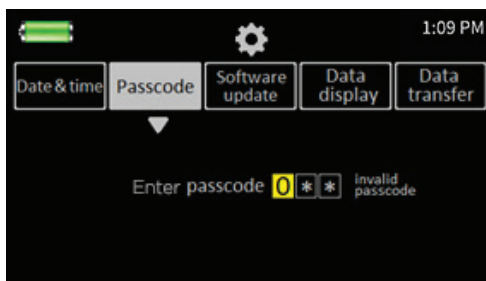 1:09 PM
Date & time
Passcode
Software
update
Data
display
Data
transfer
Enter passcode 0 * * invalid
passcode